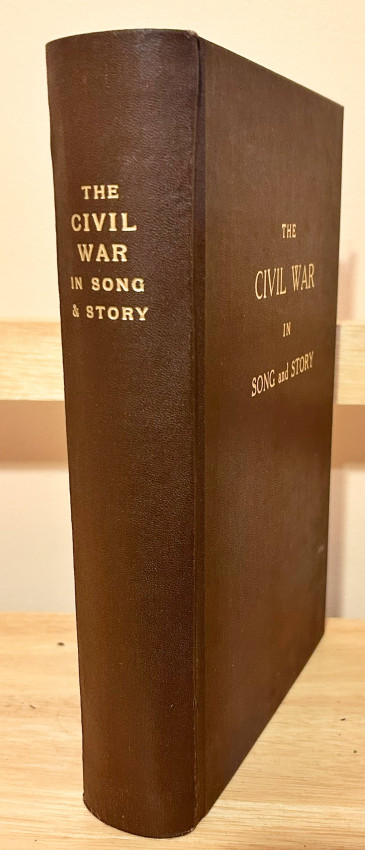 THE
CIVIL
WAR
IN SONG
& STORY
THE
CIVIL WAR
IN
SONG and STORY